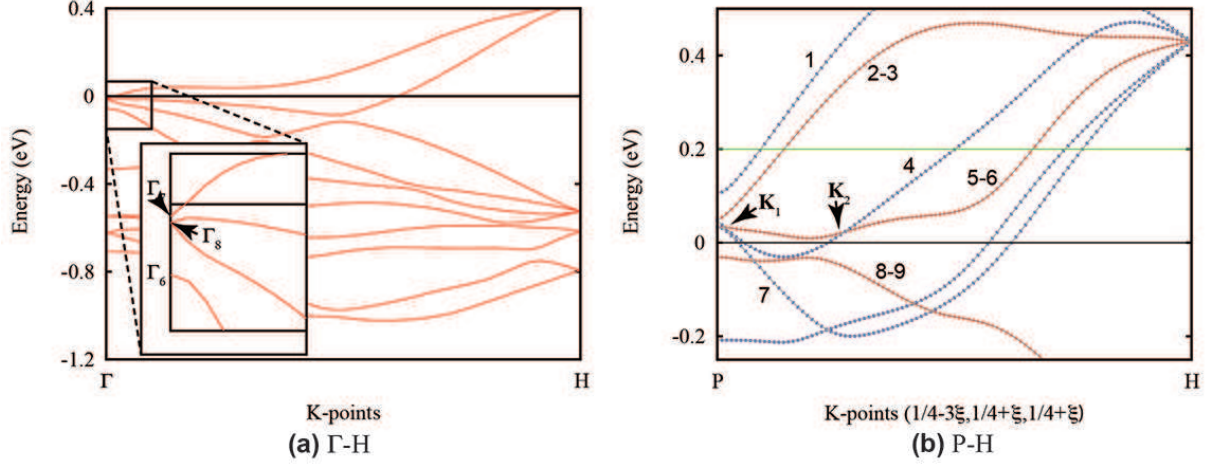 0.4
0
-0.4
-0.8
-1.2
Energy (eV)
Γ₈
Γ₆
Γ
H
K-points
(a) Γ-H
0.4
0.2
0
-0.2
Energy (eV)
1
2-3
4
5-6
K₁
K₂
7
8-9
P
H
K-points (1/4-3ξ,1/4+ξ,1/4+ξ)
(b) P-H